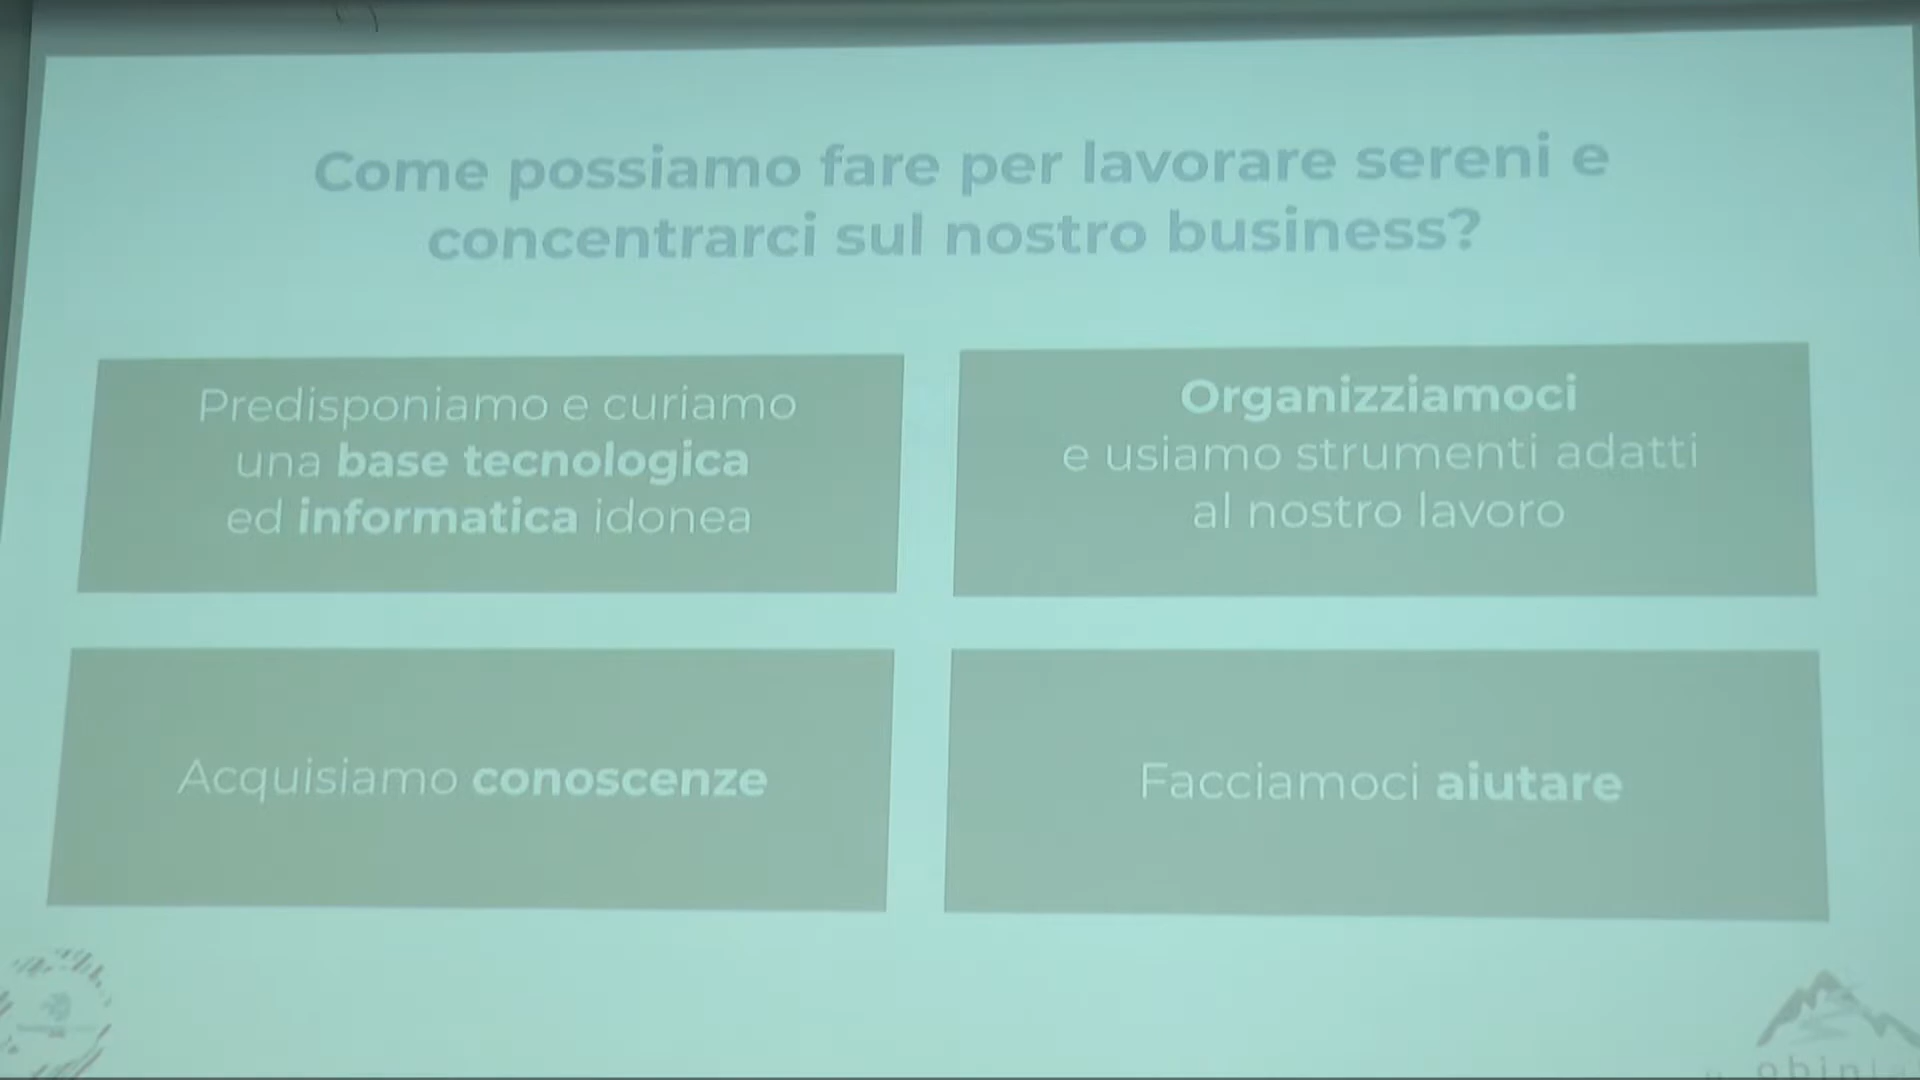 Come possiamo fare per lavorare sereni e
concentrarci sul nostro business?
Predisponiamo e curiamo
una base tecnologica
ed informatica idonea
Organizziamoci
e usiamo strumenti adatti
al nostro lavoro
Acquisiamo conoscenze
Facciamoci aiutare